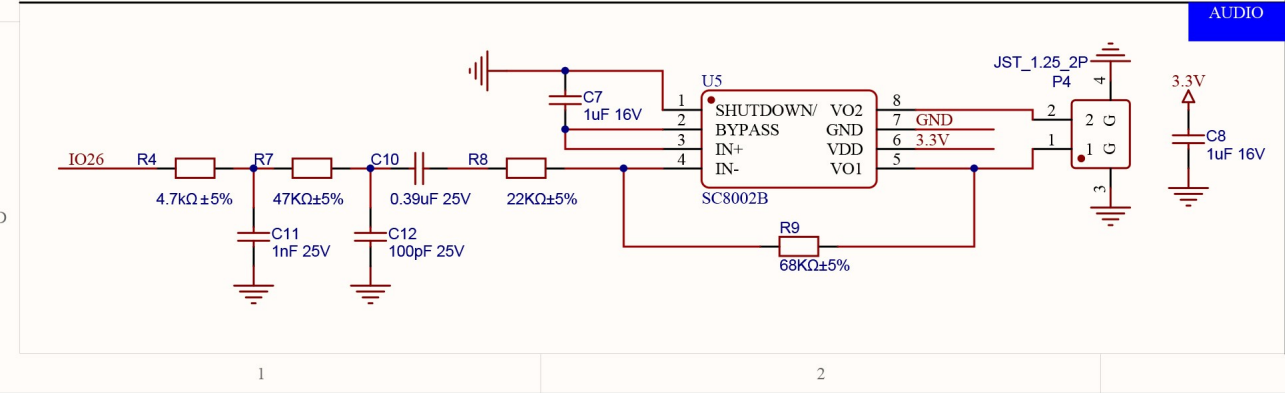 AUDIO
JST_1.25_2P
P4
4
3.3V
U5
C7
1uF 16V
1
SHUTDOWN/
VO2
8
2
BYPASS
GND
7
GND
3
IN+
VDD
6
3.3V
4
IN-
VO1
5
SC8002B
2
2
G
1
1
G
3
C8
1uF 16V
IO26
R4
4.7kΩ±5%
R7
47KΩ±5%
C10
0.39uF 25V
R8
22KΩ±5%
C11
1nF 25V
C12
100pF 25V
R9
68KΩ±5%
1
2